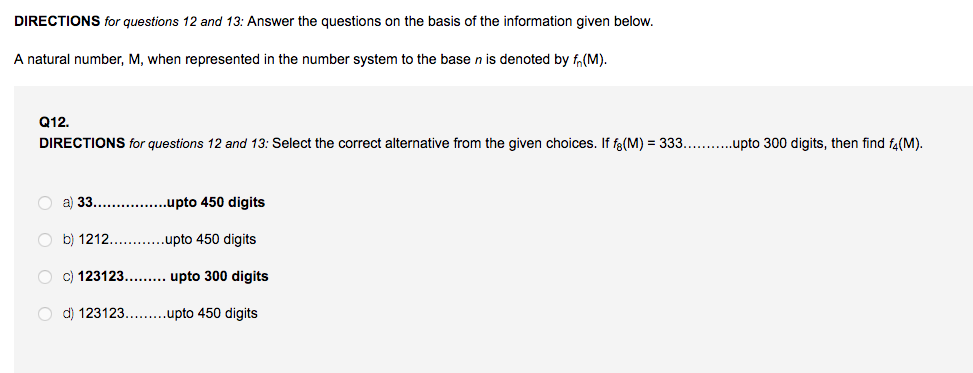 DIRECTIONS for questions 12 and 13: Answer the questions on the basis of the information given below.
A natural number, M, when represented in the number system to the base n is denoted by fn(M).
Q12.
DIRECTIONS for questions 12 and 13: Select the correct alternative from the given choices. If f8(M) = 333...........upto 300 digits, then find f4(M).
a) 33................upto 450 digits
b) 1212............upto 450 digits
c) 123123......... upto 300 digits
d) 123123.........upto 450 digits